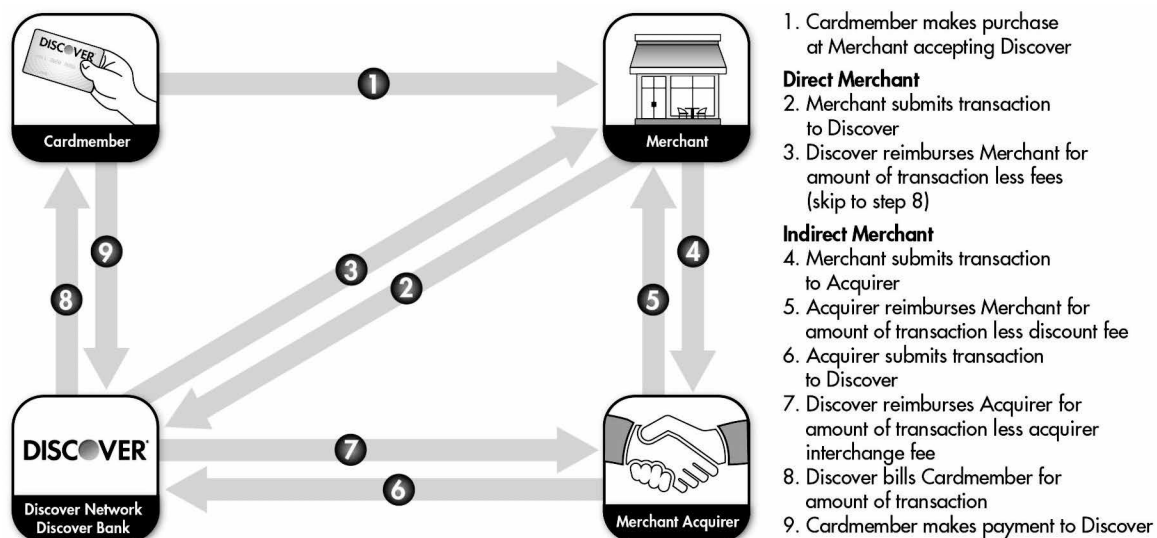 DISCOVER
Cardmember
1
Merchant
9
8
3
2
4
5
DISCOVER®
Discover Network
Discover Bank
7
6
Merchant Acquirer
1. Cardmember makes purchase
at Merchant accepting Discover
Direct Merchant
2. Merchant submits transaction
to Discover
3. Discover reimburses Merchant for
amount of transaction less fees
(skip to step 8)
Indirect Merchant
4. Merchant submits transaction
to Acquirer
5. Acquirer reimburses Merchant for
amount of transaction less discount fee
6. Acquirer submits transaction
to Discover
7. Discover reimburses Acquirer for
amount of transaction less acquirer
interchange fee
8. Discover bills Cardmember for
amount of transaction
9. Cardmember makes payment to Discover